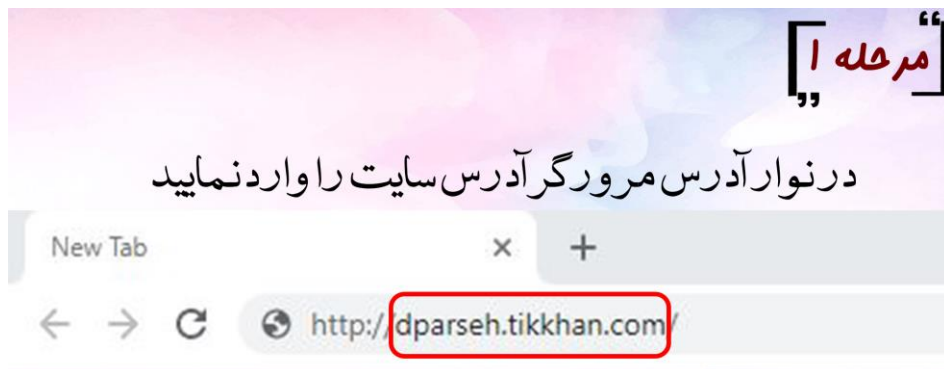 مرحله ۱
در نوار آدرس مرورگر آدرس سایت را وارد نمایید
New Tab
http://dparseh.tikkhan.com/